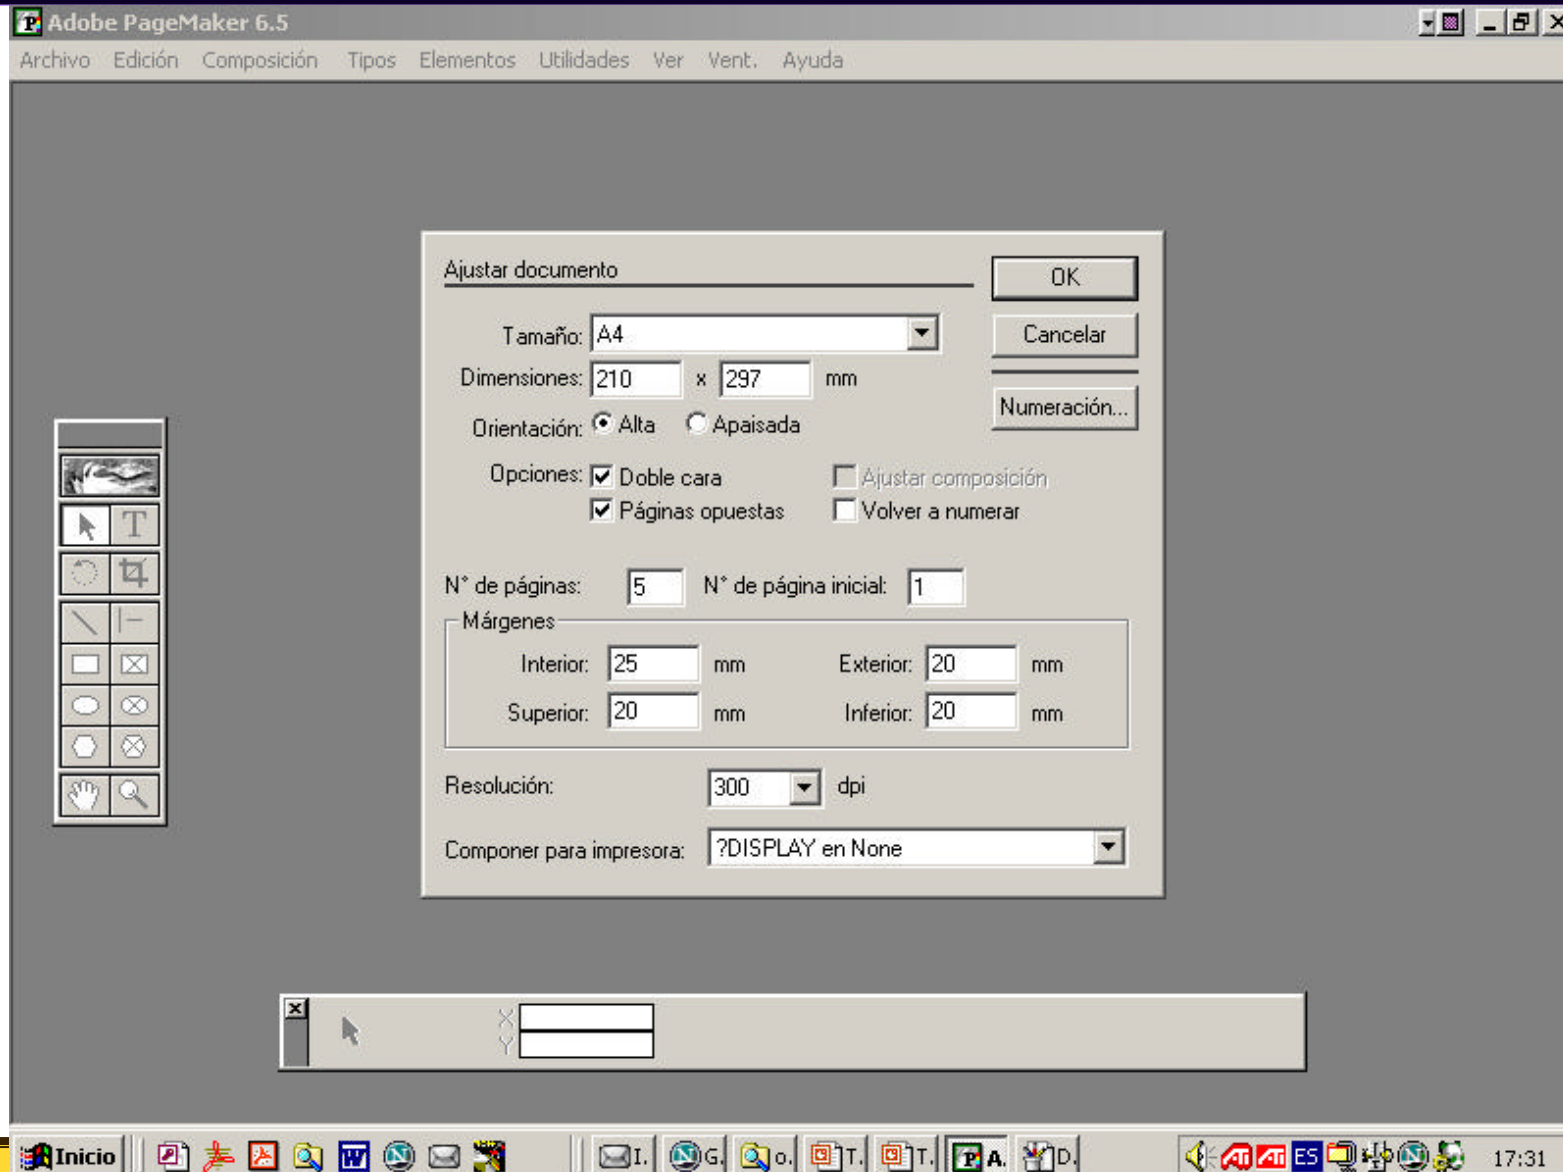 Adobe PageMaker 6.5
Archivo Edición Composición Tipos Elementos Utilidades Ver Vent. Ayuda
Ajustar documento
OK
Tamaño: A4
Cancelar
Dimensiones: 210 x 297 mm
Numeración...
Orientación: Alta Apaisada
Opciones: Doble cara Ajustar composición
Páginas opuestas Volver a numerar
N° de páginas: 5 N° de página inicial: 1
Márgenes
Interior: 25 mm Exterior: 20 mm
Superior: 20 mm Inferior: 20 mm
Resolución: 300 dpi
Componer para impresora: ?DISPLAY en None
T
X
Y
Inicio W I. G. o. T. T. A. D. ATI ATI ES 17:31